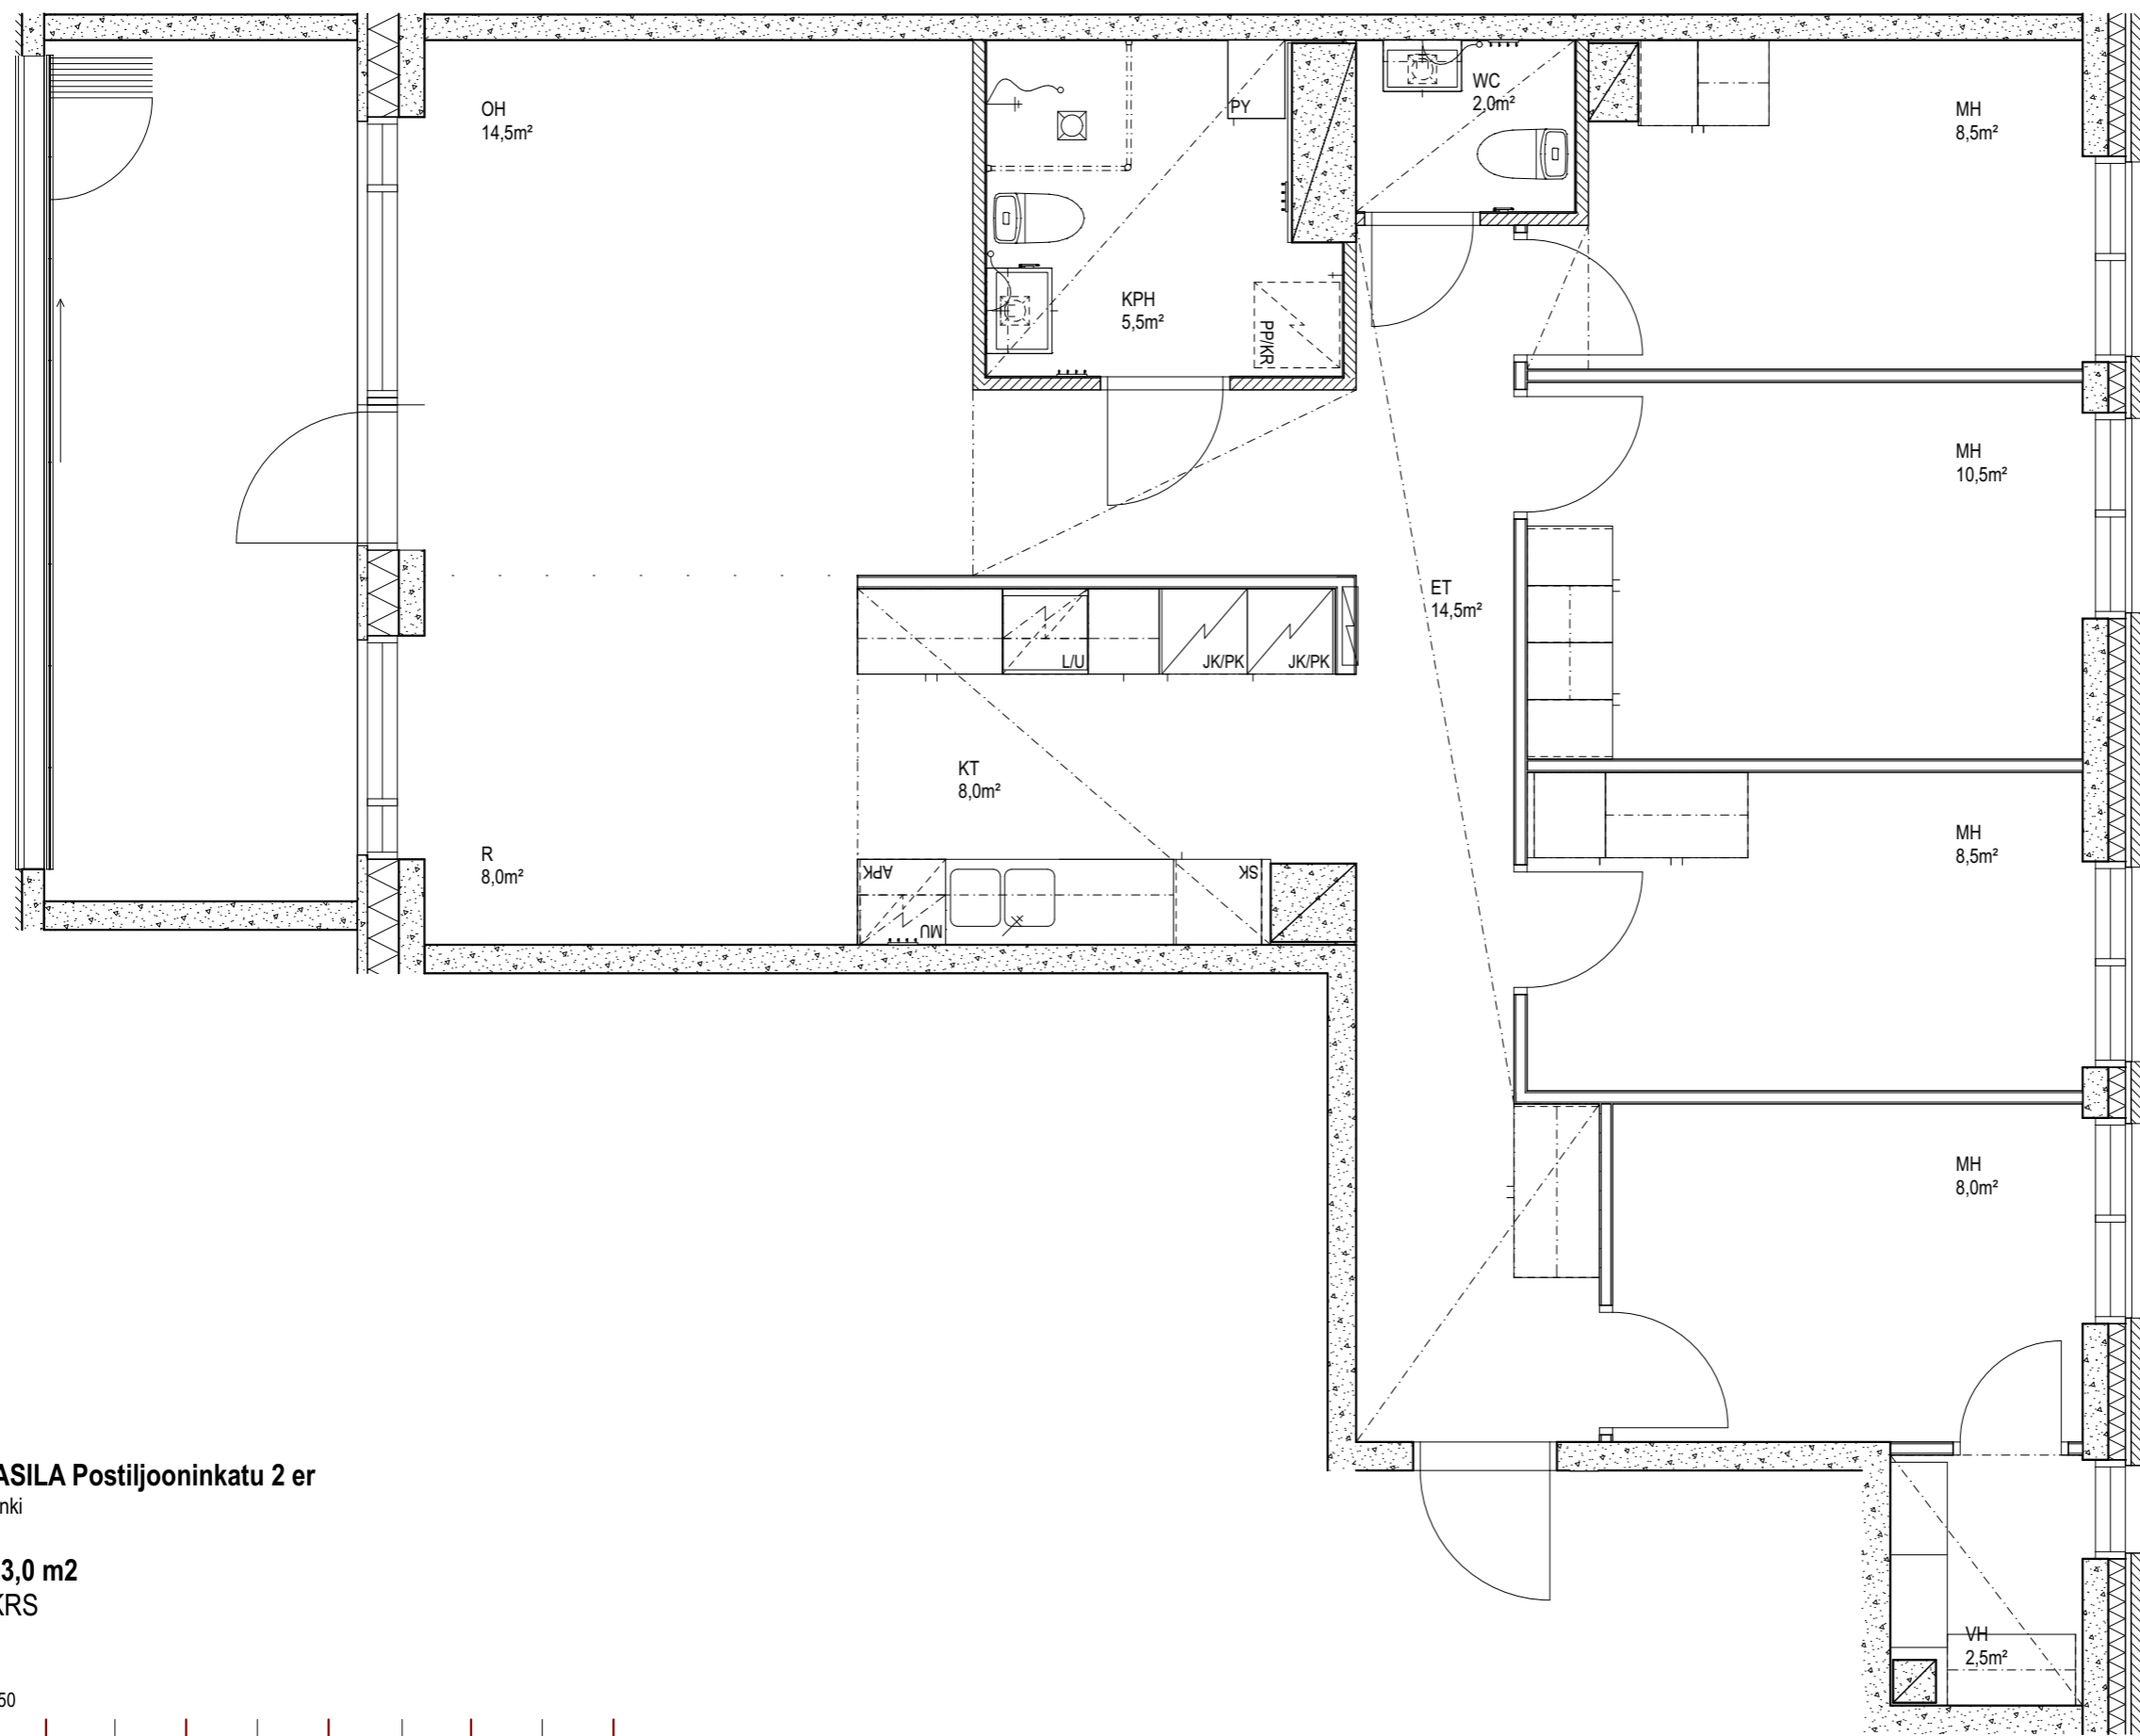 OH
14,5m²
PY
WC
2,0m²
MH
8,5m²
KPH
5,5m²
PP/KR
MH
10,5m²
ET
14,5m²
L/U
JK/PK
JK/PK
KT
8,0m²
R
8,0m²
APK
MU
SK
MH
8,5m²
MH
8,0m²
VH
2,5m²
ASILA Postiljooninkatu 2 er
nki
3,0 m2
KRS
50